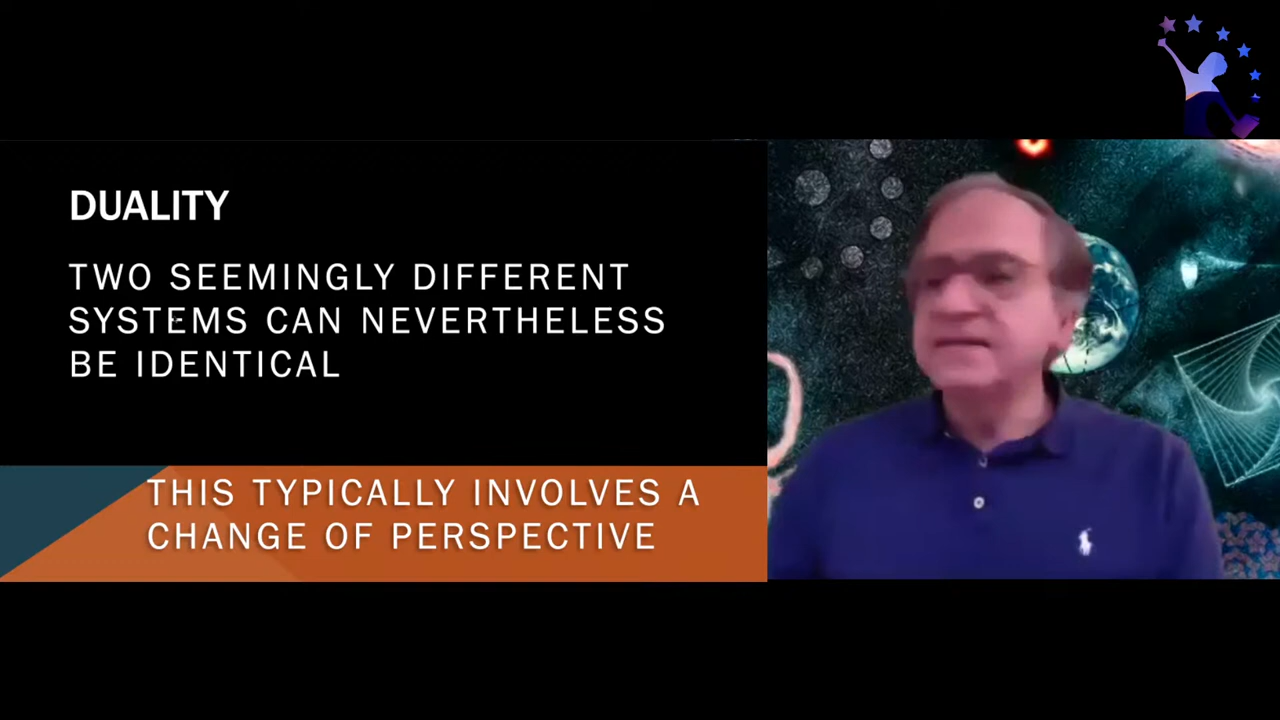 DUALITY
TWO SEEMINGLY DIFFERENT
SYSTEMS CAN NEVERTHELESS
BE IDENTICAL
THIS TYPICALLY INVOLVES A
CHANGE OF PERSPECTIVE